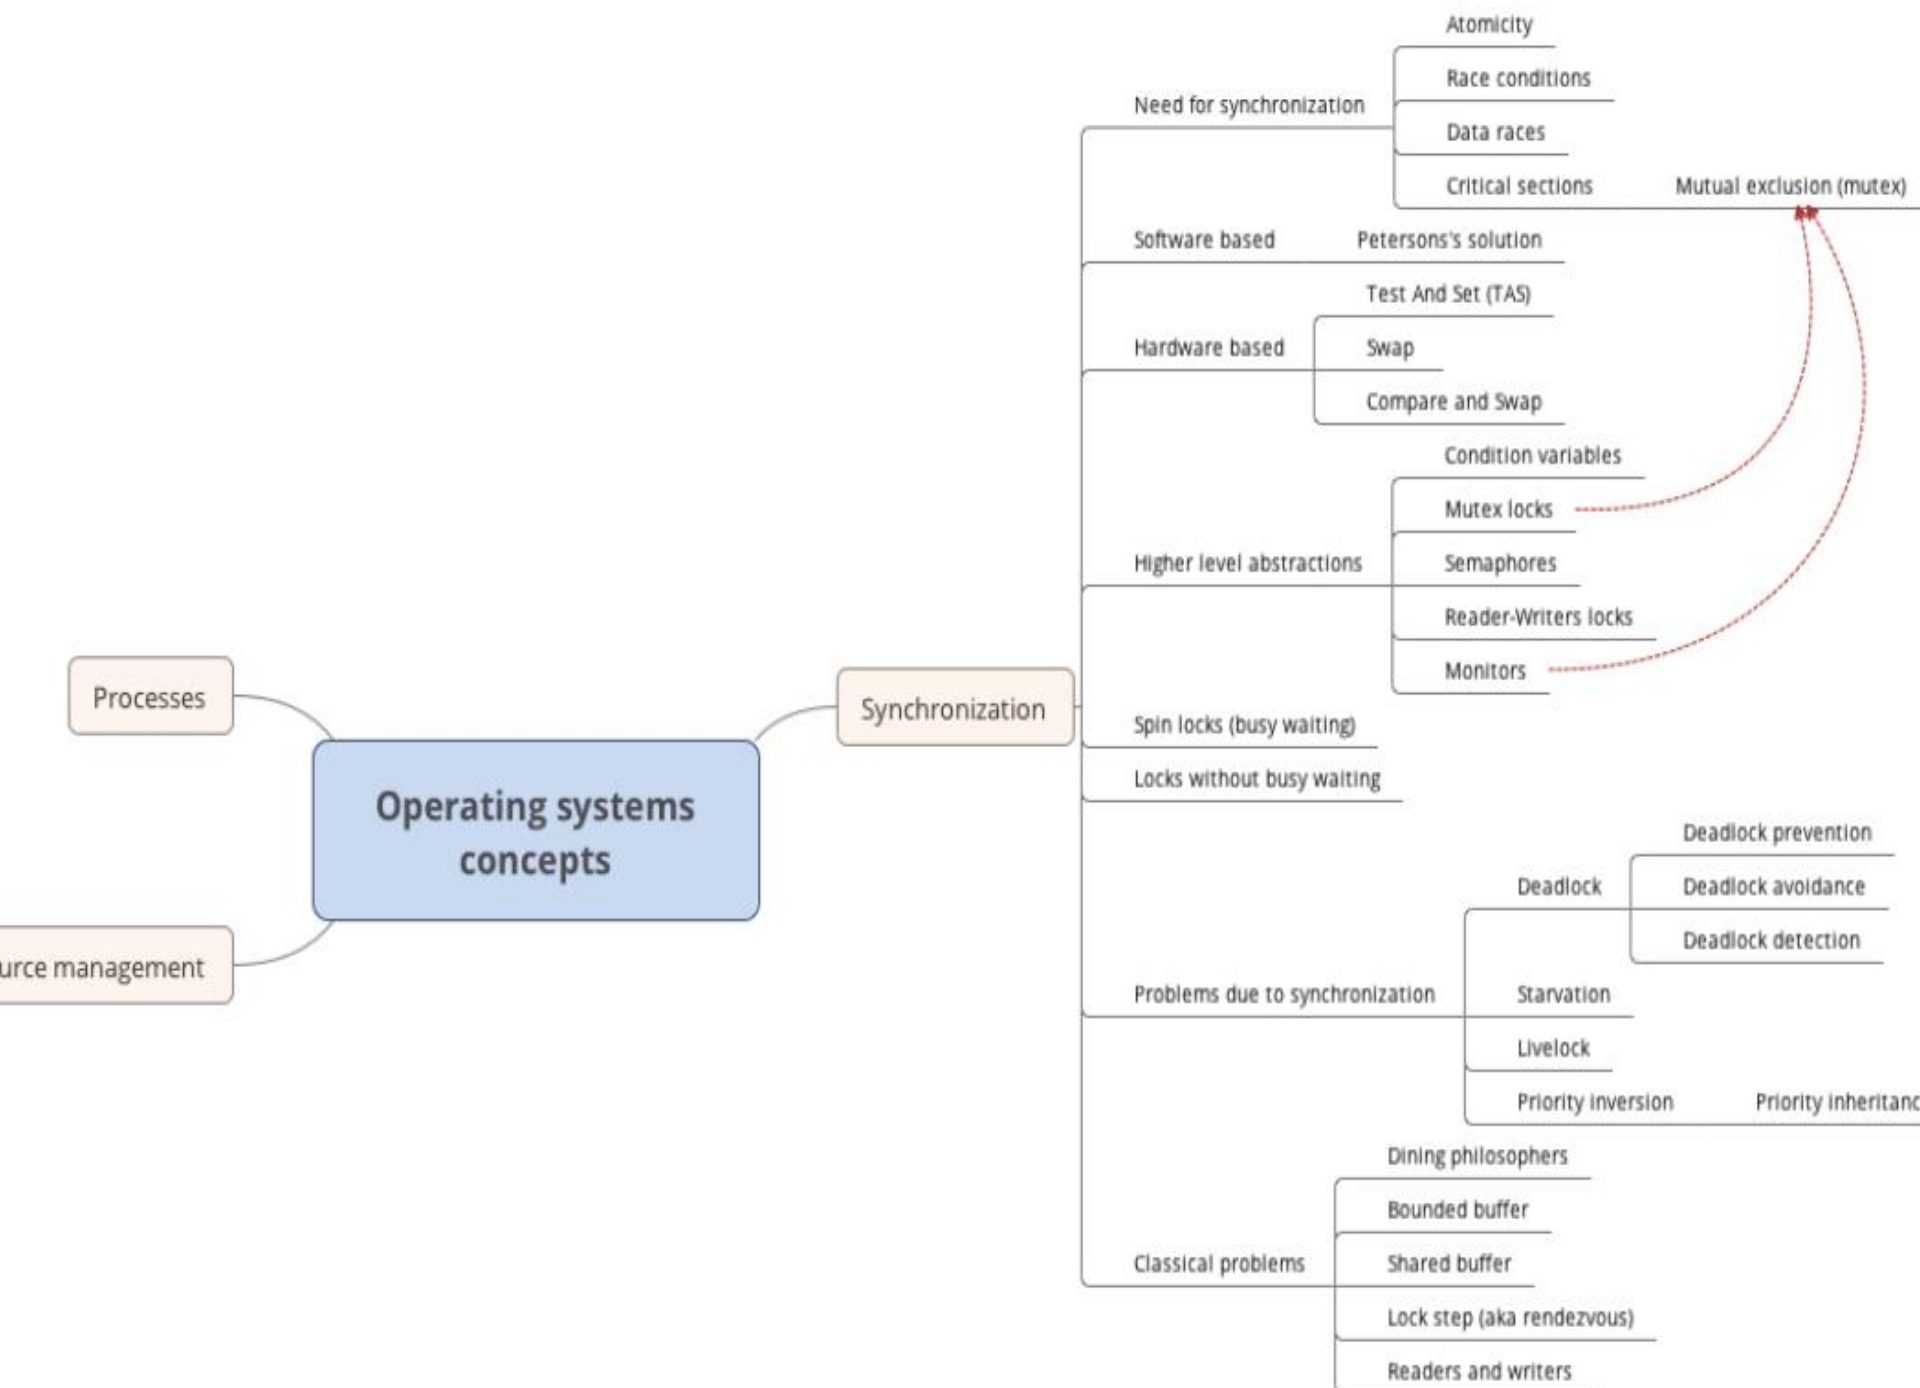 Atomicity
Race conditions
Need for synchronization
Data races
Critical sections Mutual exclusion (mutex)
Software based Petersons's solution
Test And Set (TAS)
Hardware based Swap
Compare and Swap
Condition variables
Mutex locks
Higher level abstractions Semaphores
Reader-Writers locks
Monitors
Processes
Synchronization
Spin locks (busy waiting)
Locks without busy waiting
Operating systems
concepts
Deadlock prevention
Deadlock Deadlock avoidance
Deadlock detection
urce management
Problems due to synchronization Starvation
Livelock
Priority inversion Priority inheritanc
Dining philosophers
Bounded buffer
Classical problems Shared buffer
Lock step (aka rendezvous)
Readers and writers